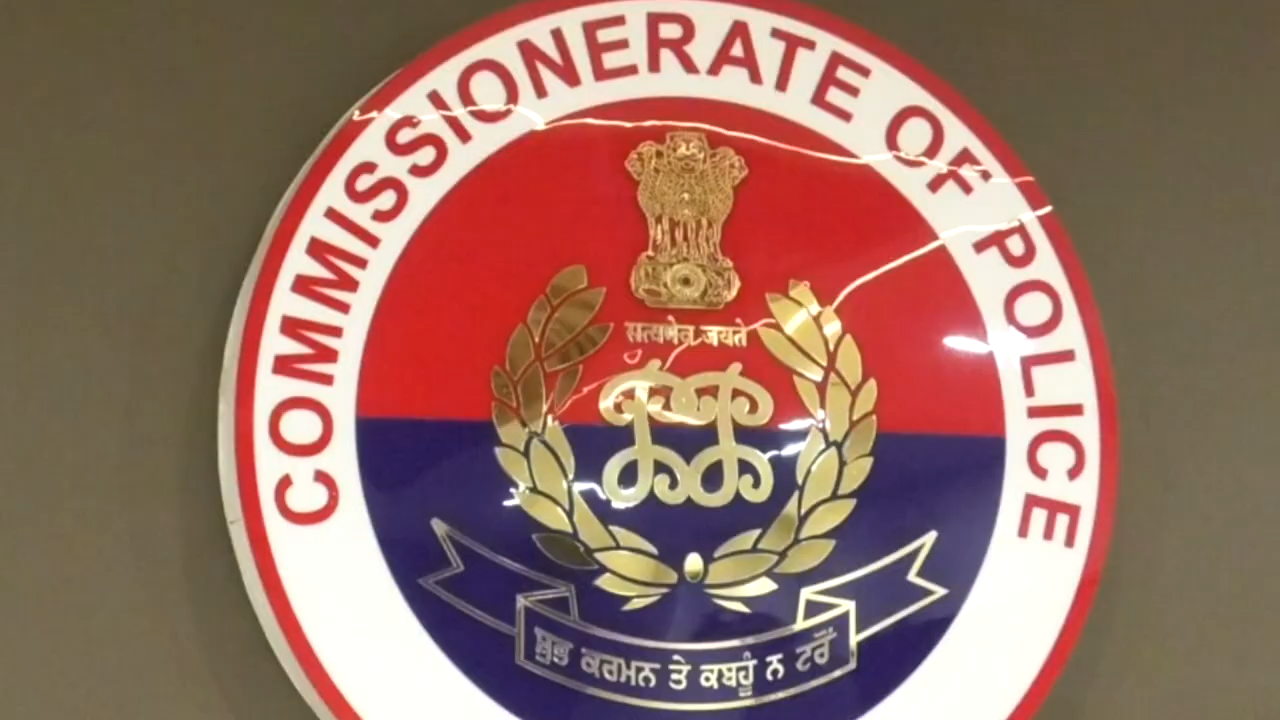 COMMISSIONERATE OF POLICE
सत्यमेव जयते
ਸ਼ੁਭ ਕਰਮਨ ਤੇ ਕਬਹੂੰ ਨ ਟਰੋਂ